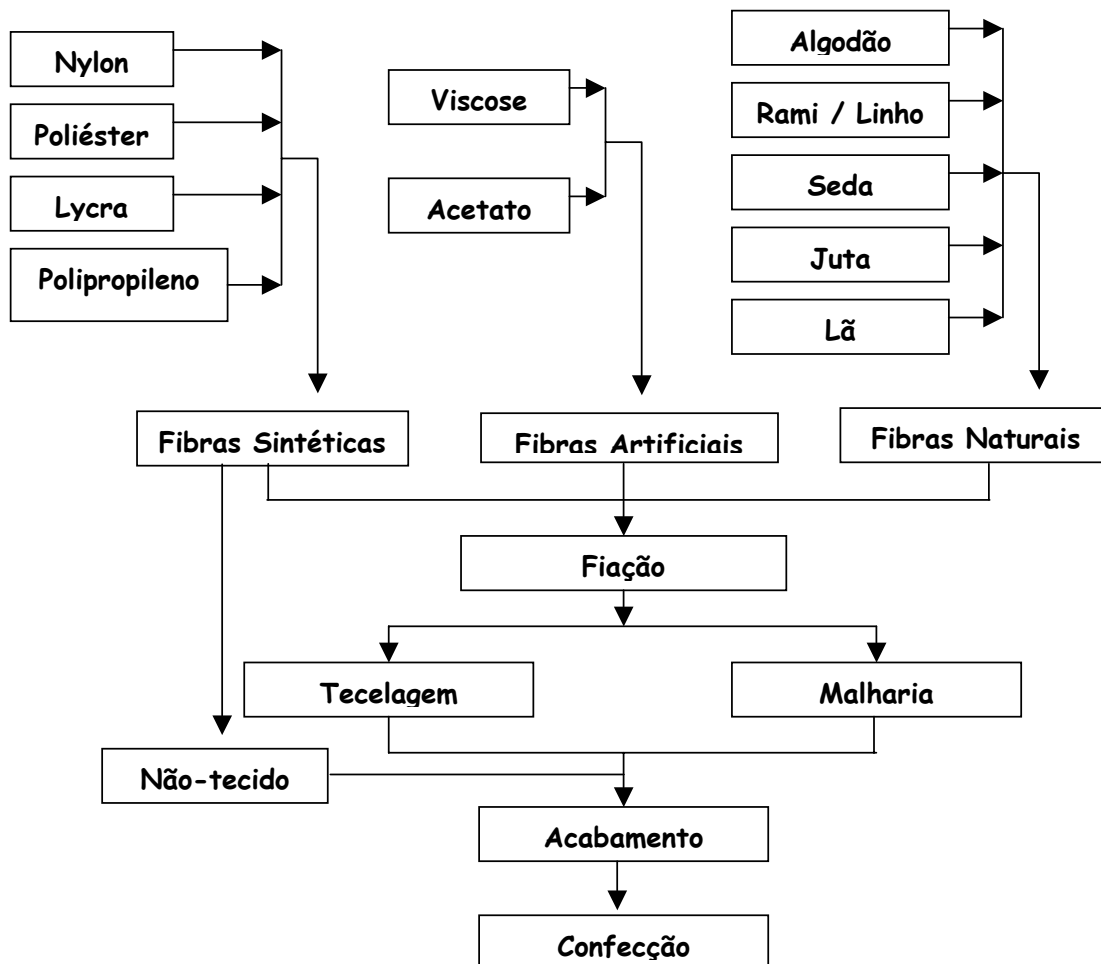 Nylon
Poliéster
Lycra
Polipropileno
Viscose
Acetato
Algodão
Rami / Linho
Seda
Juta
Lã
Fibras Sintéticas
Fibras Artificiais
Fibras Naturais
Fiação
Tecelagem
Malharia
Não-tecido
Acabamento
Confecção